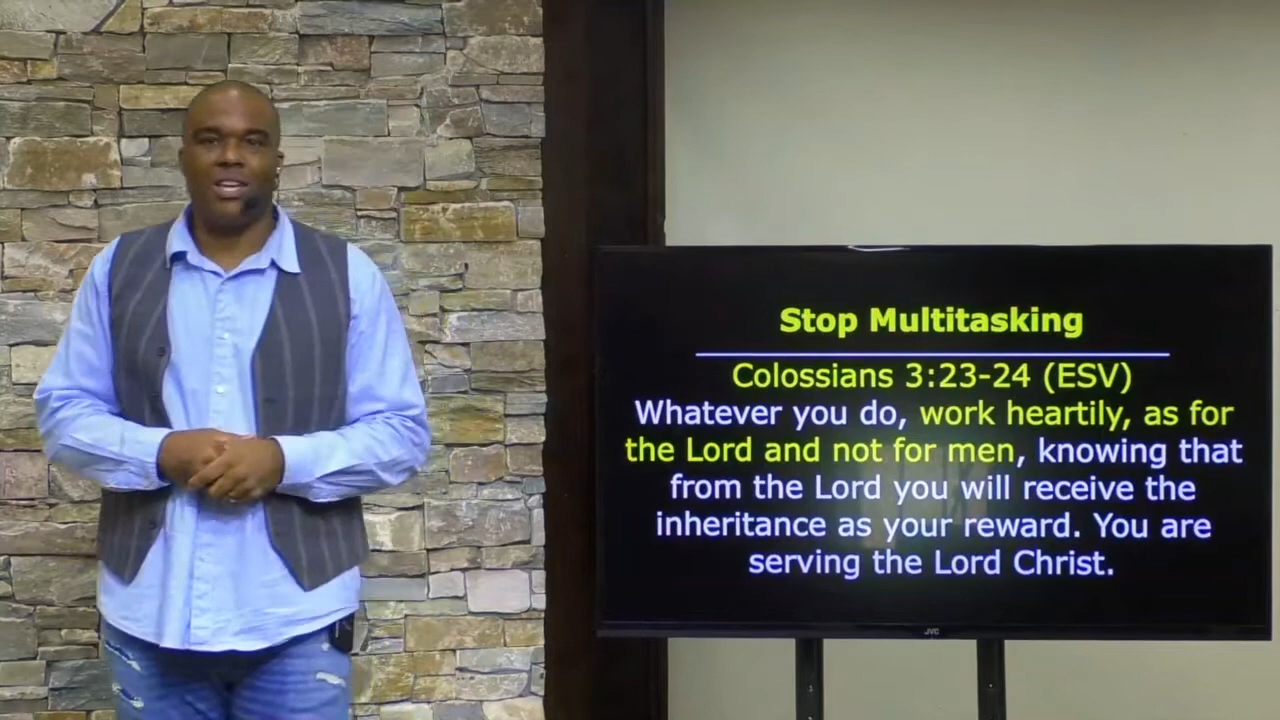 Stop Multitasking
Colossians 3:23-24 (ESV)
Whatever you do, work heartily, as for
the Lord and not for men, knowing that
from the Lord you will receive the
inheritance as your reward. You are
serving the Lord Christ.
JVC